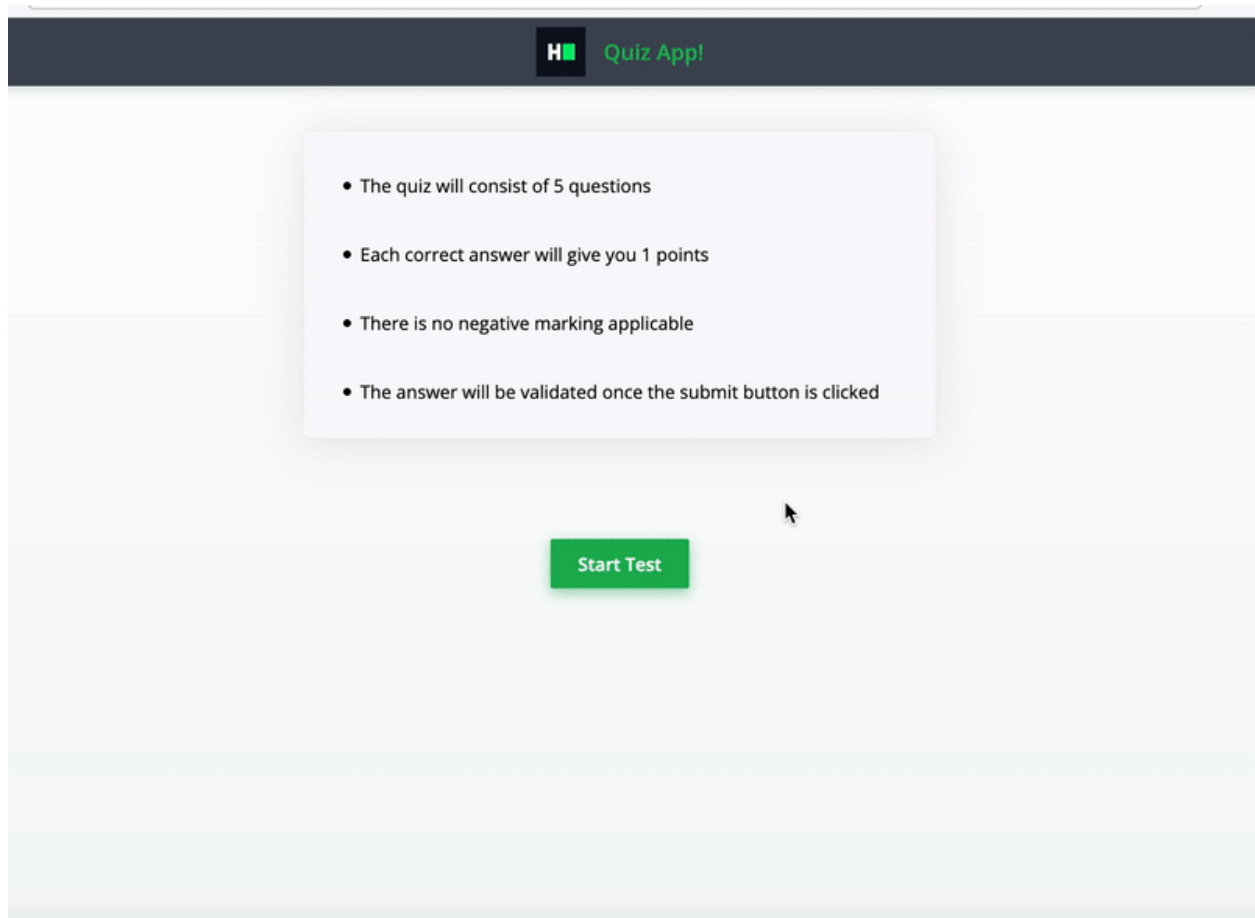 H
Quiz App!
• The quiz will consist of 5 questions
• Each correct answer will give you 1 points
• There is no negative marking applicable
• The answer will be validated once the submit button is clicked
Start Test